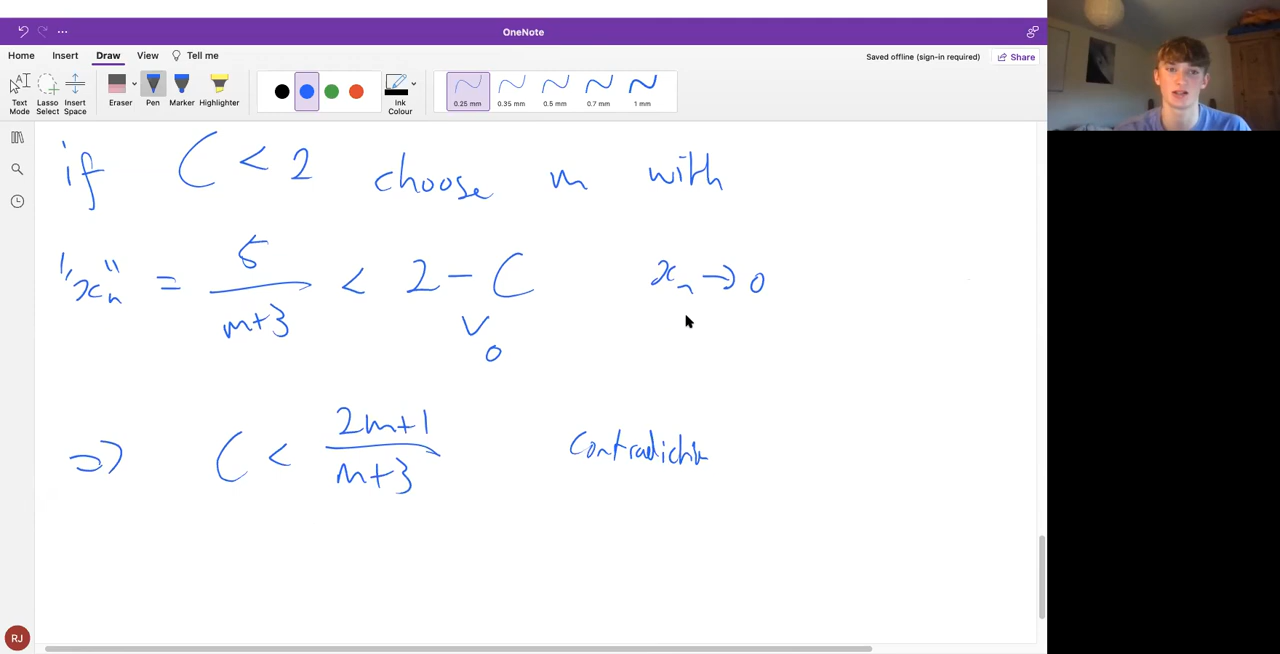 OneNote
Home Insert Draw View Tell me
Saved offline (sign-in required) Share
Text Mode Lasso Select Insert Space Eraser Pen Marker Highlighter Ink Colour 0.25 mm 0.35 mm 0.5 mm 0.7 mm 1 mm
if C < 2 choose m with
"xₙ" = 5/(m+3) < 2 - C xₙ → 0
v
0
⇒ C < (2m+1)/(m+3) Contradiction
RJ